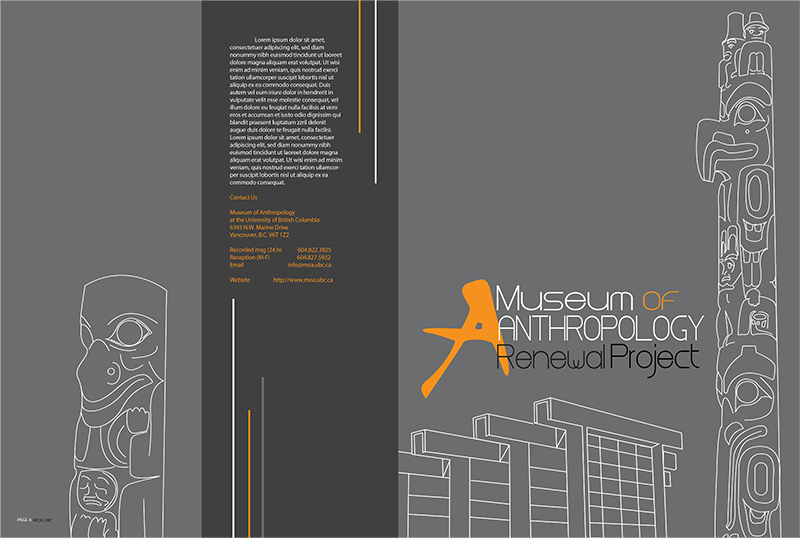 Lorem ipsum dolor sit amet,
consectetuer adipiscing elit, sed diam
nonummy nibh euismod tincidunt ut laoreet
dolore magna aliquam erat volutpat. Ut wisi
enim ad minim veniam, quis nostrud exerci
tation ullamcorper suscipit lobortis nisl ut
aliquip ex ea commodo consequat. Duis
autem vel eum iriure dolor in hendrerit in
vulputate velit esse molestie consequat, vel
illum dolore eu feugiat nulla facilisis at vero
eros et accumsan et iusto odio dignissim qui
blandit praesent luptatum zzril delenit
augue duis dolore te feugait nulla facilisi.
Lorem ipsum dolor sit amet, consectetuer
adipiscing elit, sed diam nonummy nibh
euismod tincidunt ut laoreet dolore magna
aliquam erat volutpat. Ut wisi enim ad minim
veniam, quis nostrud exerci tation ullamcor-
per suscipit lobortis nisl ut aliquip ex ea
commodo consequat.
Contact Us
Museum of Anthropology
at the University of British Columbia
6393 N.W. Marine Drive
Vancouver, B.C. V6T 1Z2
Recorded msg (24 hr 604.822.3825
Reception (M-F) 604.827.5932
Email info@moa.ubc.ca
Website http://www.moa.ubc.ca
PAGE 4 MOA UBC
Museum of
ANTHROPOLOGY
Renewal Project